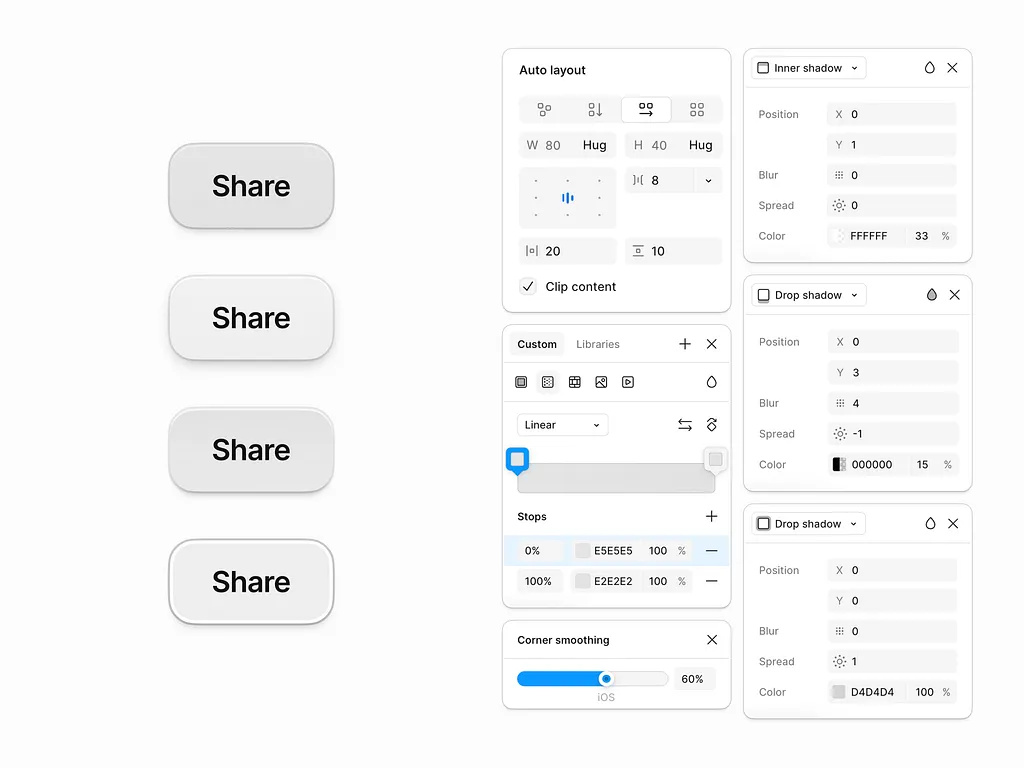 Share
Share
Share
Share
Auto layout
W 80 Hug
H 40 Hug
8
20
10
Clip content
Custom Libraries
Linear
Stops
0% E5E5E5 100 %
100% E2E2E2 100 %
Corner smoothing
60%
iOS
Inner shadow
Position X 0
Y 1
Blur 0
Spread 0
Color FFFFFF 33 %
Drop shadow
Position X 0
Y 3
Blur 4
Spread -1
Color 000000 15 %
Drop shadow
Position X 0
Y 0
Blur 0
Spread 1
Color D4D4D4 100 %